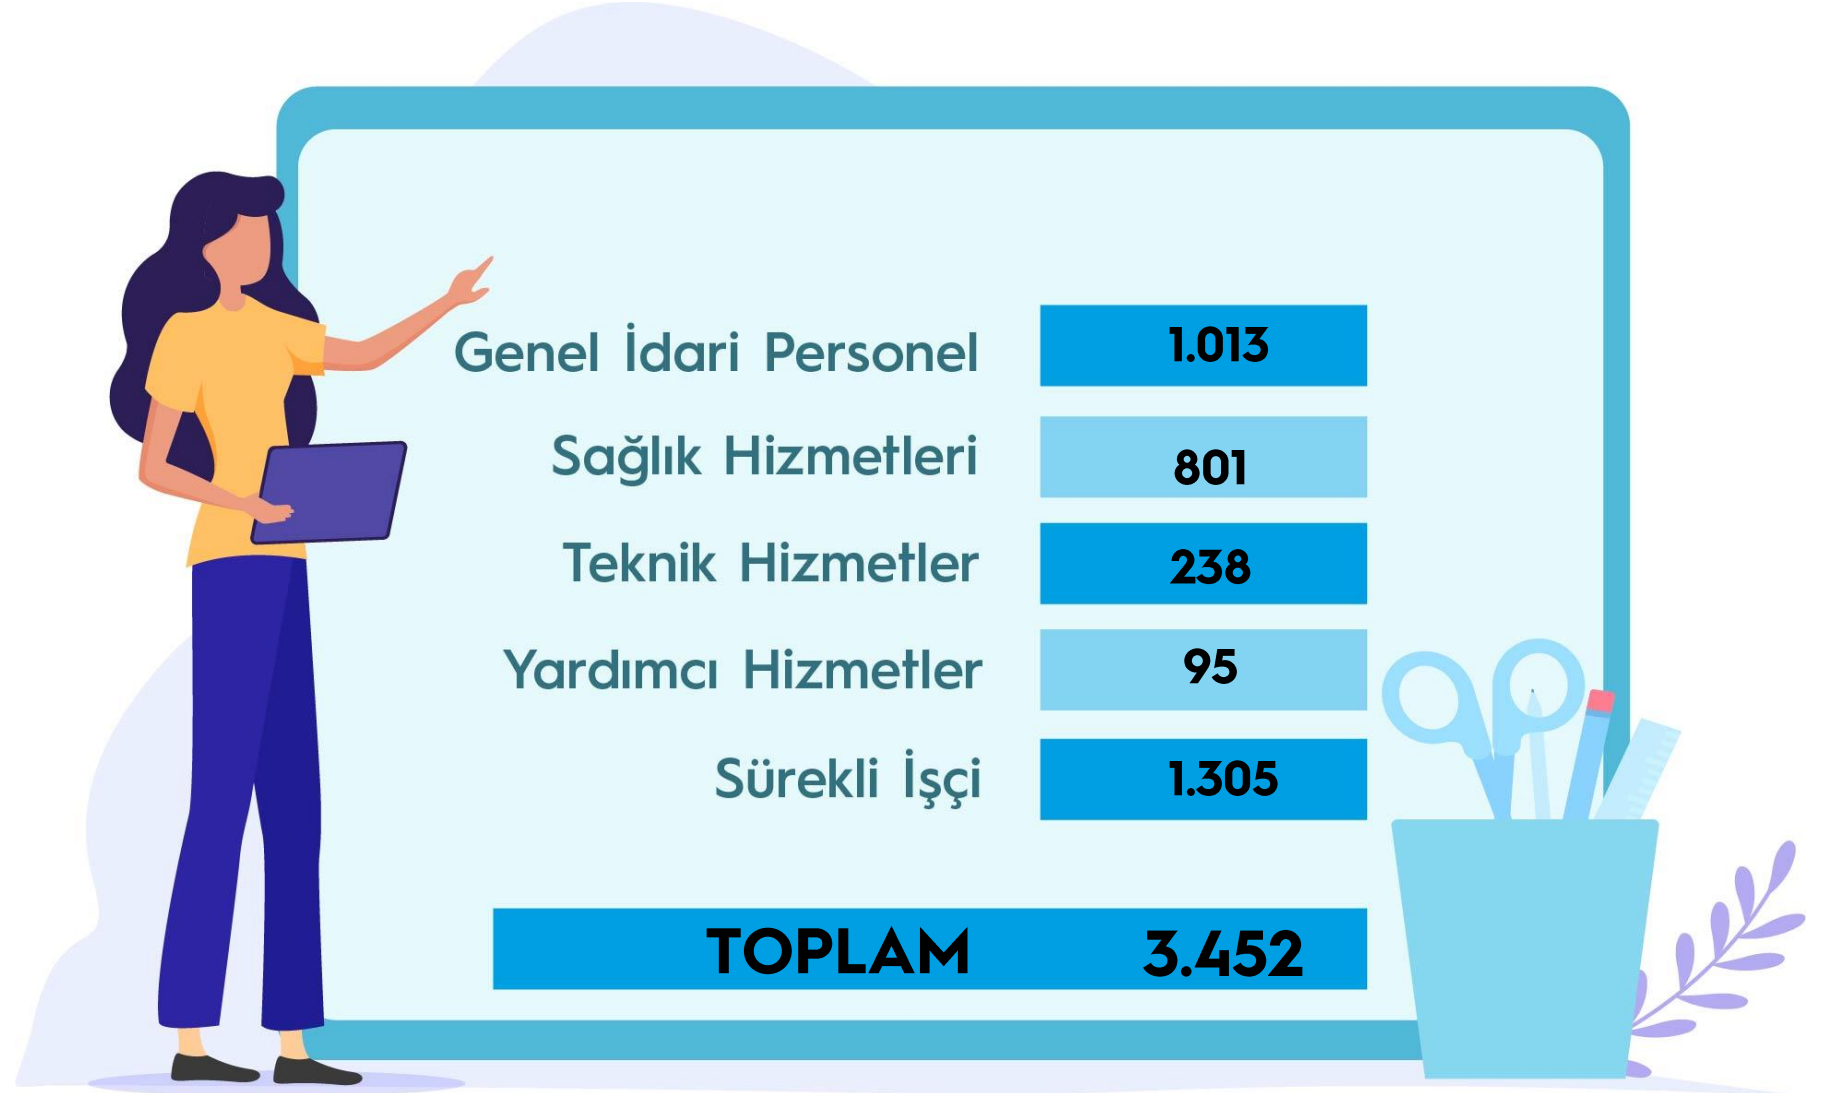 Genel İdari Personel 1.013
Sağlık Hizmetleri 801
Teknik Hizmetler 238
Yardımcı Hizmetler 95
Sürekli İşçi 1.305
TOPLAM 3.452